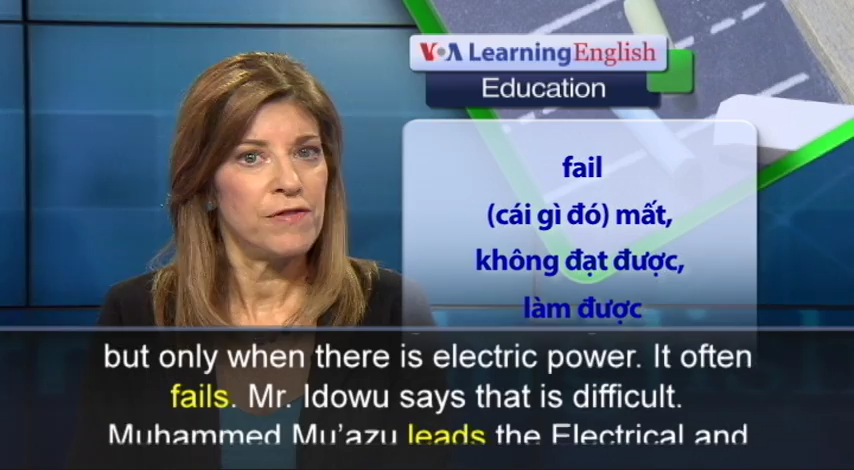 VOA Learning English
Education
fail
(cái gì đó) mất,
không đạt được,
làm được
but only when there is electric power. It often
fails. Mr. Idowu says that is difficult.
Muhammed Mu'azu leads the Electrical and